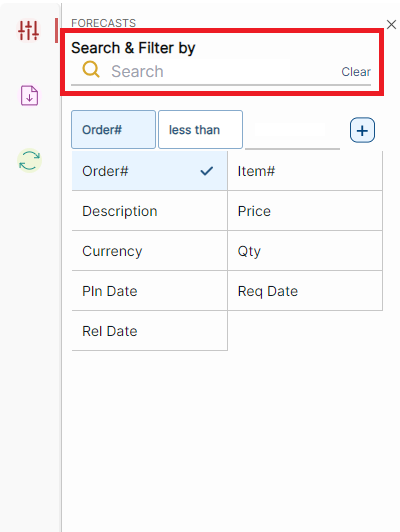 FORECASTS
Search & Filter by
Search Clear
Order# less than
Order# Item#
Description Price
Currency Qty
Pln Date Req Date
Rel Date